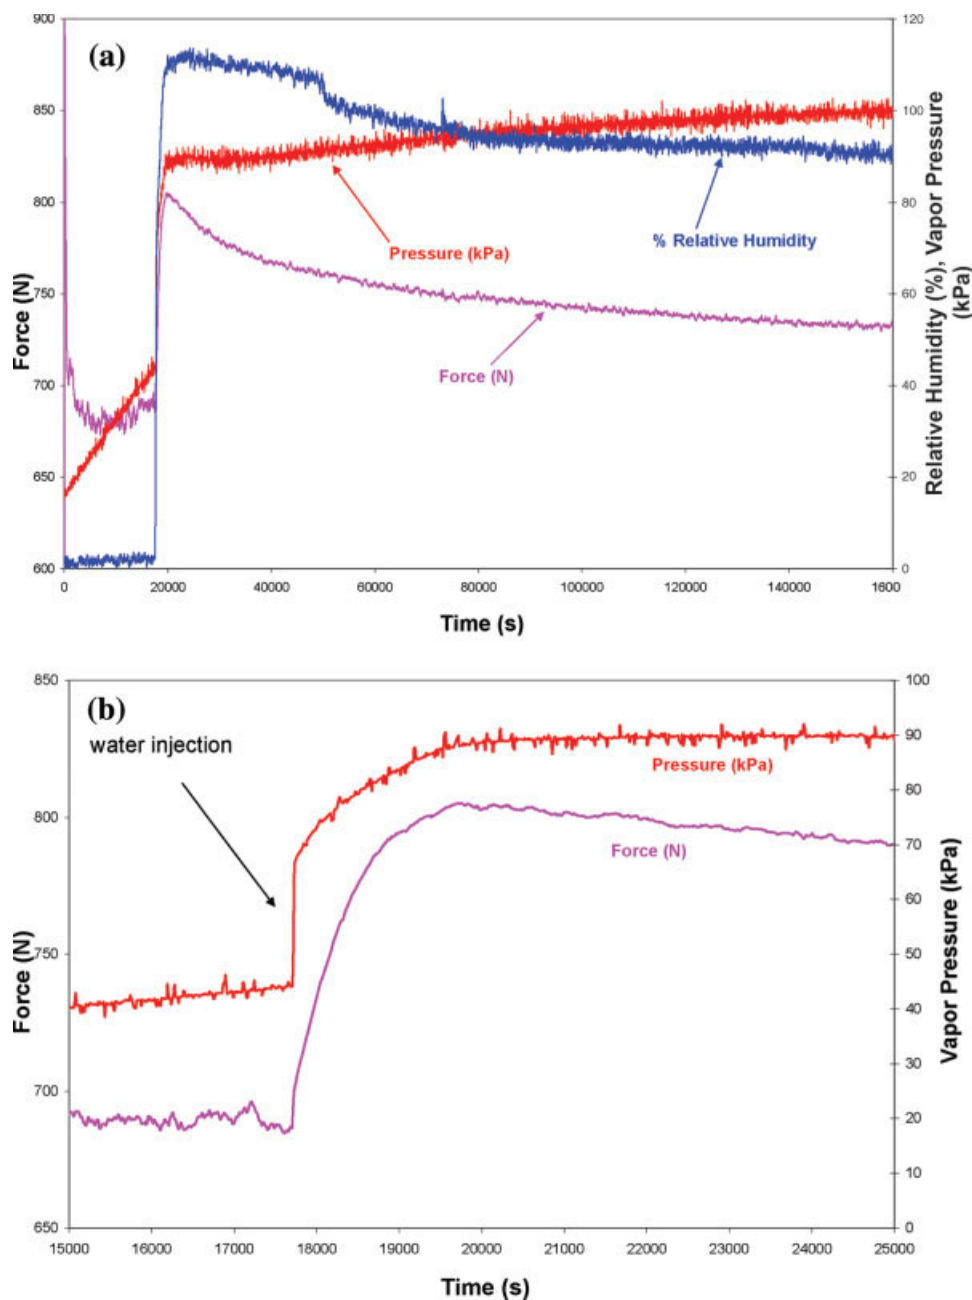 (a)
900
850
800
750
700
650
600
Force (N)
120
100
80
60
40
20
0
Relative Humidity (%), Vapor Pressure
(kPa)
Pressure (kPa)
% Relative Humidity
Force (N)
0 20000 40000 60000 80000 100000 120000 140000 1600
Time (s)
(b)
water injection
850
800
750
700
650
Force (N)
100
90
80
70
60
50
40
30
20
10
0
Vapor Pressure (kPa)
Pressure (kPa)
Force (N)
15000 16000 17000 18000 19000 20000 21000 22000 23000 24000 25000
Time (s)